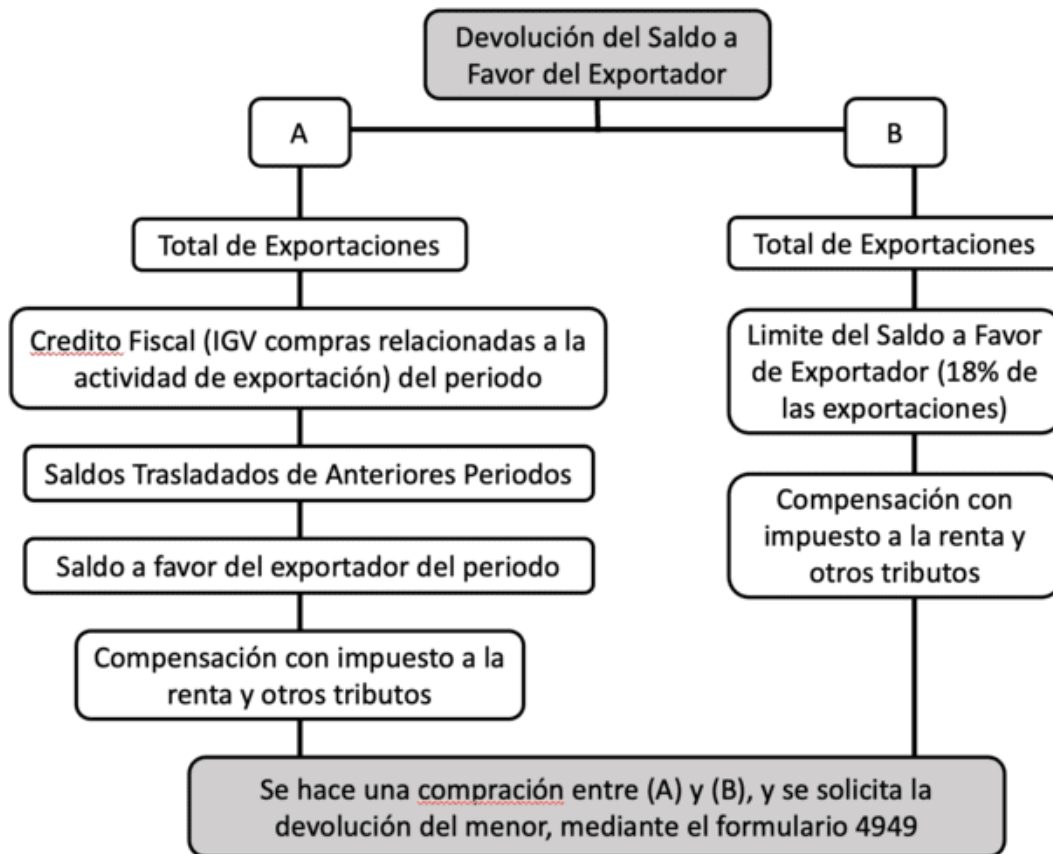 Devolución del Saldo a
Favor del Exportador
A
B
Total de Exportaciones
Credito Fiscal (IGV compras relacionadas a la
actividad de exportación) del periodo
Saldos Trasladados de Anteriores Periodos
Saldo a favor del exportador del periodo
Compensación con impuesto a la
renta y otros tributos
Total de Exportaciones
Limite del Saldo a Favor
de Exportador (18% de
las exportaciones)
Compensación con
impuesto a la renta y
otros tributos
Se hace una compración entre (A) y (B), y se solicita la
devolución del menor, mediante el formulario 4949